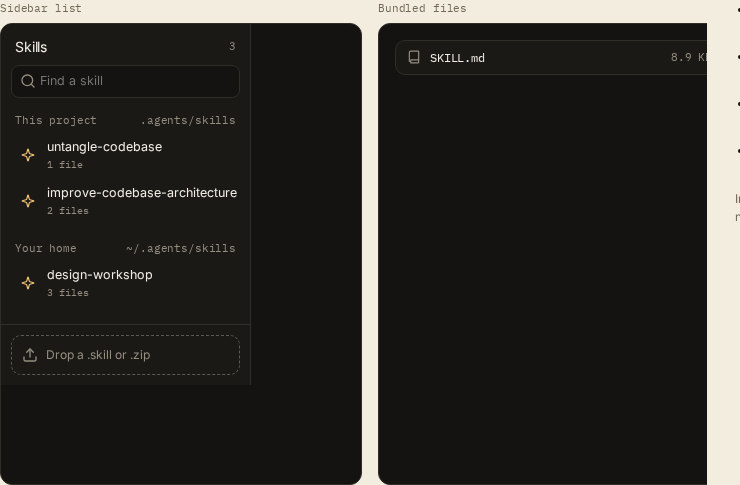 Sidebar list
Skills
3
Find a skill
This project
.agents/skills
untangle-codebase
1 file
improve-codebase-architecture
2 files
Your home
~/.agents/skills
design-workshop
3 files
Drop a .skill or .zip
Bundled files
SKILL.md
8.9